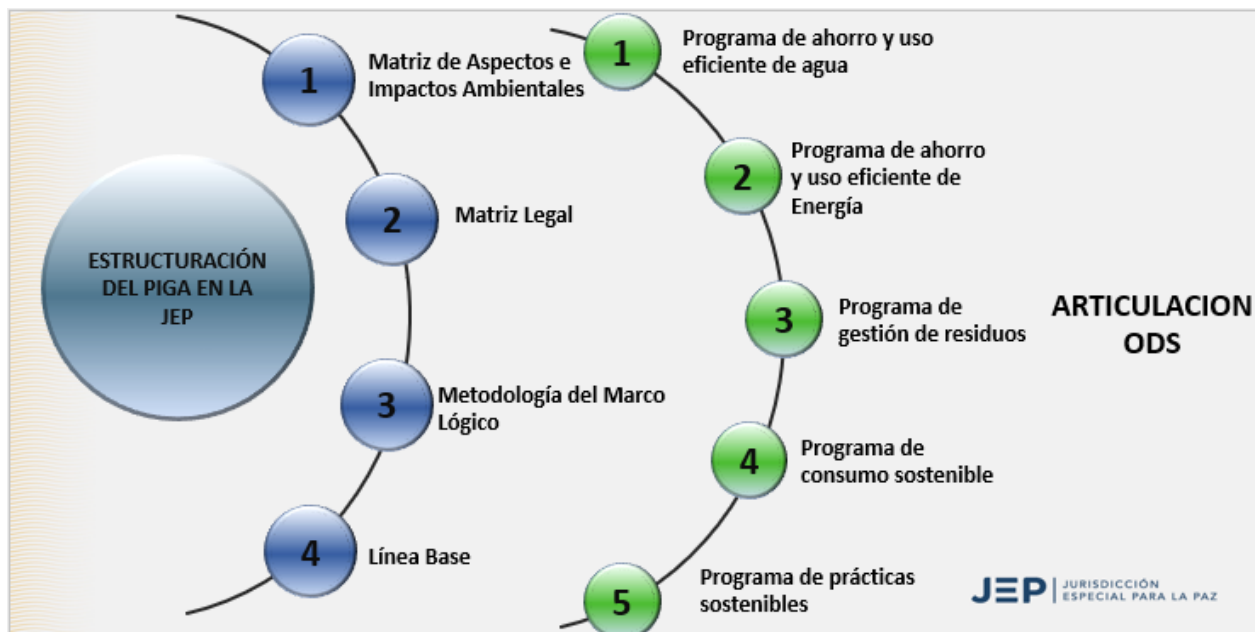 ESTRUCTURACIÓN
DEL PIGA EN LA
JEP
1
Matriz de Aspectos e
Impactos Ambientales
2
Matriz Legal
3
Metodología del Marco
Lógico
4
Línea Base
1
Programa de ahorro y uso
eficiente de agua
2
Programa de ahorro
y uso eficiente de
Energía
3
Programa de
gestión de residuos
4
Programa de
consumo sostenible
5
Programa de prácticas
sostenibles
ARTICULACION
ODS
JEP
JURISDICCIÓN
ESPECIAL PARA LA PAZ